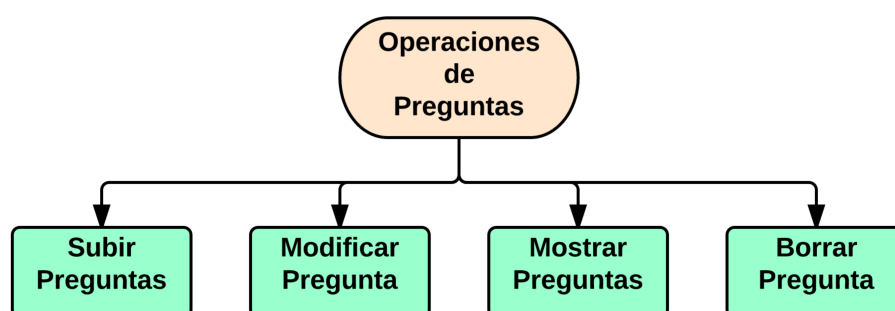 Operaciones
de
Preguntas
Subir
Preguntas
Modificar
Pregunta
Mostrar
Preguntas
Borrar
Pregunta